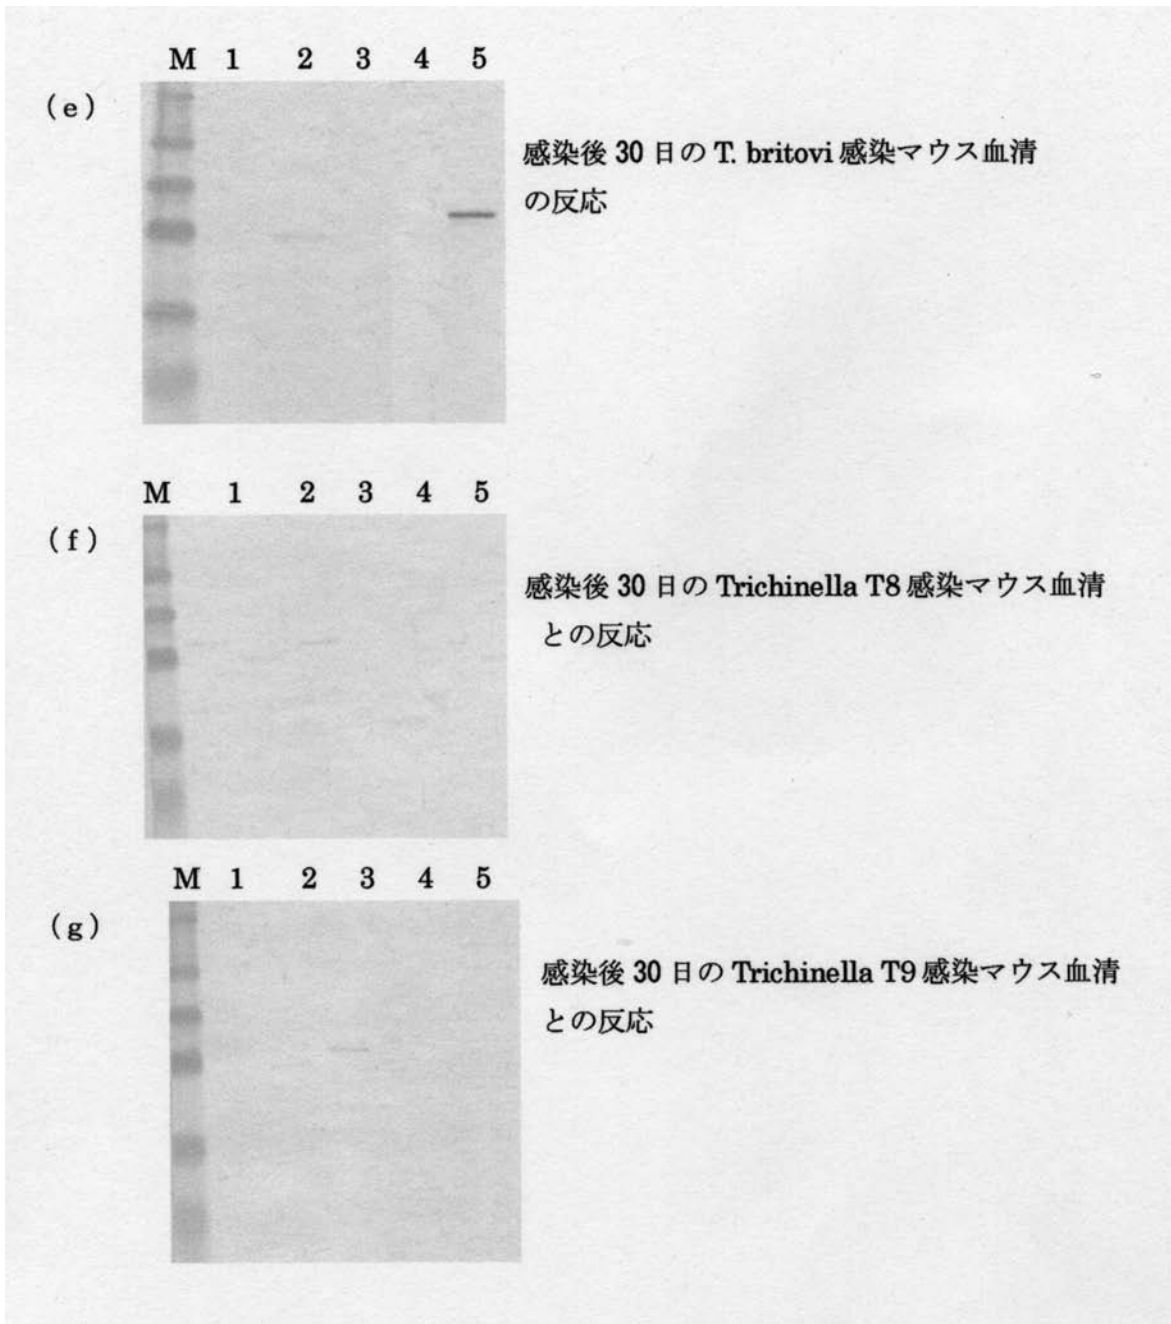 M 1 2 3 4 5
(e)
感染後 30 日の T. britovi 感染マウス血清
の反応
M 1 2 3 4 5
(f)
感染後 30 日の Trichinella T8 感染マウス血清
との反応
M 1 2 3 4 5
(g)
感染後 30 日の Trichinella T9 感染マウス血清
との反応